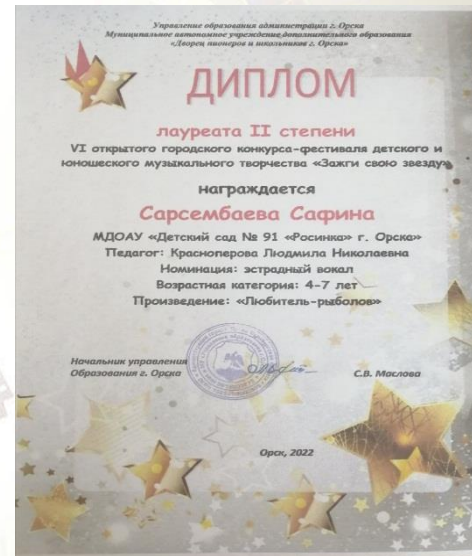 Управление образования администрации г. Орска
Муниципальное автономное учреждение дополнительного образования
«Дворец пионеров и школьников г. Орска»
ДИПЛОМ
лауреата II степени
VI открытого городского конкурса-фестиваля детского и
юношеского музыкального творчества «Зажги свою звезду»
награждается
Сарсембаева Сафина
МДОАУ «Детский сад № 91 «Росинка» г. Орска»
Педагог: Красноперова Людмила Николаевна
Номинация: эстрадный вокал
Возрастная категория: 4-7 лет
Произведение: «Любитель-рыболов»
Начальник управления
Образования г. Орска
С.В. Маслова
Орск, 2022